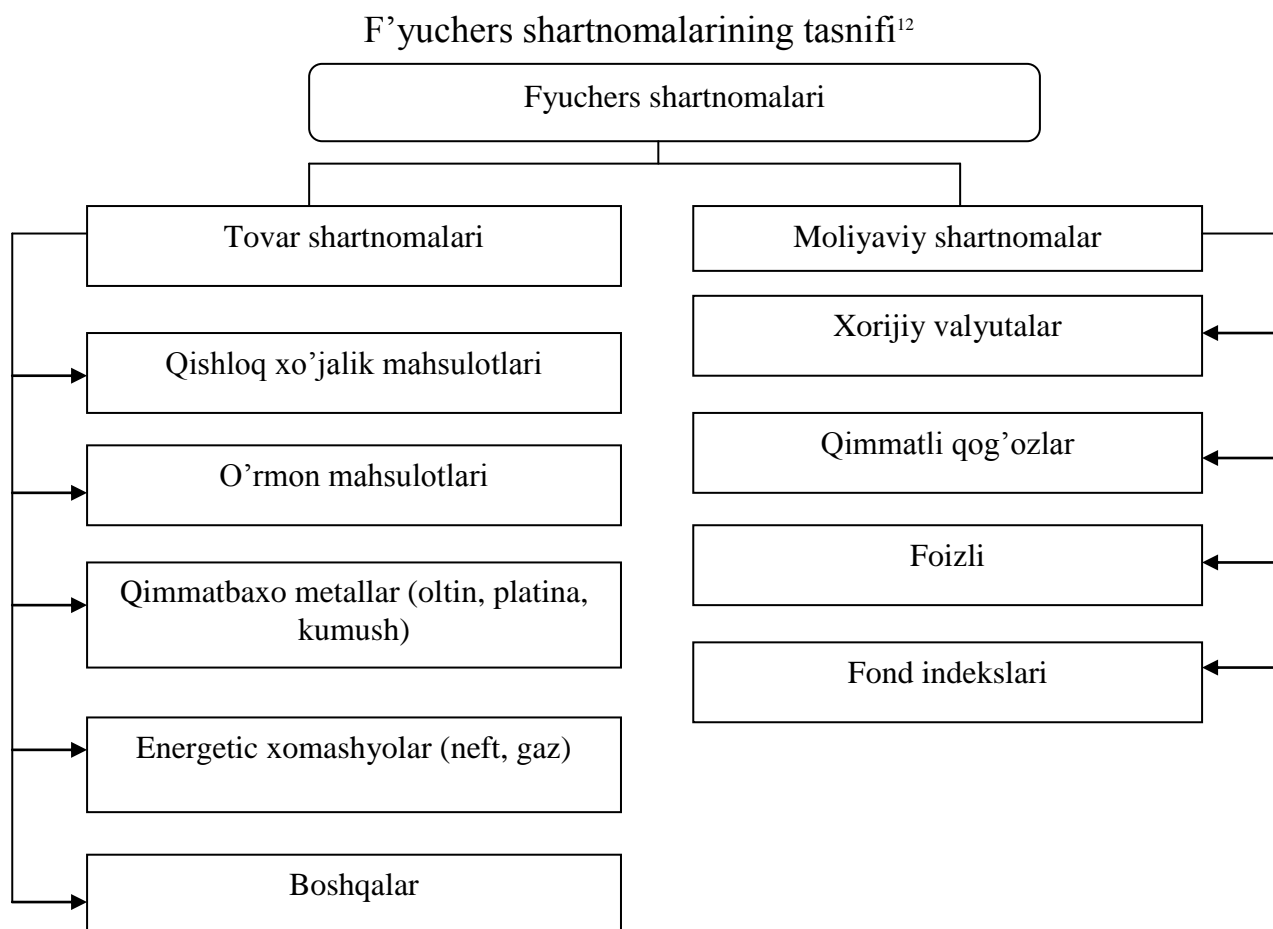 F’yuchers shartnomalarining tasnifi¹²
Fyuchers shartnomalari
Tovar shartnomalari
Qishloq xo’jalik mahsulotlari
O’rmon mahsulotlari
Qimmatbaxo metallar (oltin, platina,
kumush)
Energetic xomashyolar (neft, gaz)
Boshqalar
Moliyaviy shartnomalar
Xorijiy valyutalar
Qimmatli qog’ozlar
Foizli
Fond indekslari